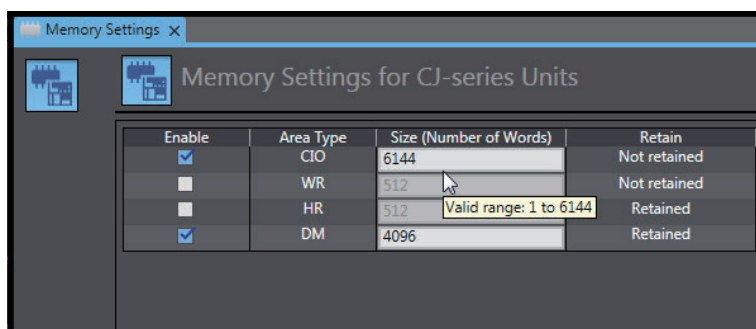 Memory Settings X
Memory Settings for CJ-series Units
Enable Area Type Size (Number of Words) Retain
CIO 6144 Not retained
WR 512 Not retained
HR 512 Valid range: 1 to 6144 Retained
DM 4096 Retained